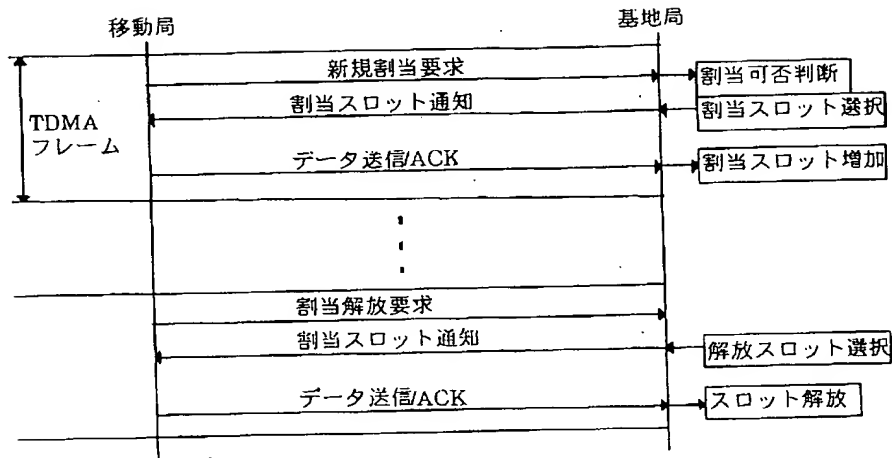 移動局
基地局
新規割当要求
割当可否判断
割当スロット通知
割当スロット選択
TDMA
フレーム
データ送信/ACK
割当スロット増加
割当解放要求
割当スロット通知
解放スロット選択
データ送信/ACK
スロット解放